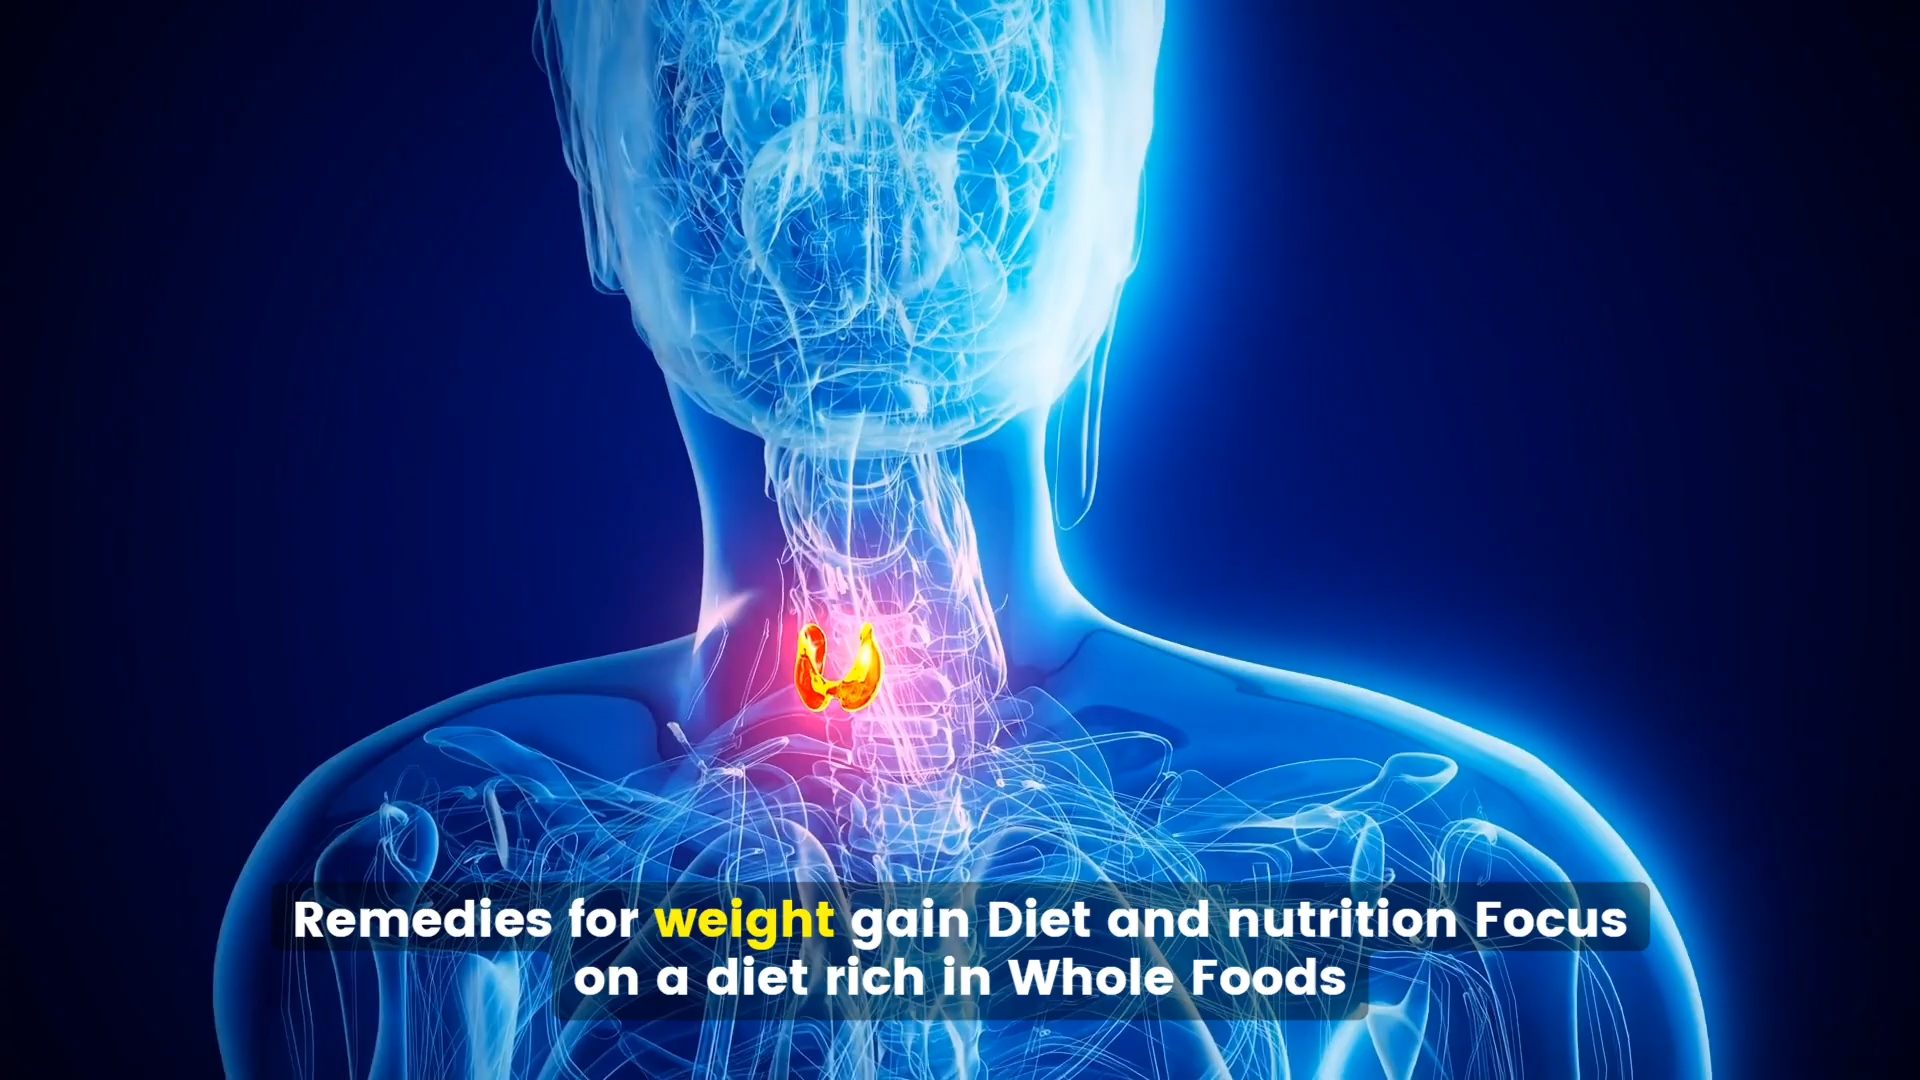 Remedies for weight gain Diet and nutrition Focus
on a diet rich in Whole Foods